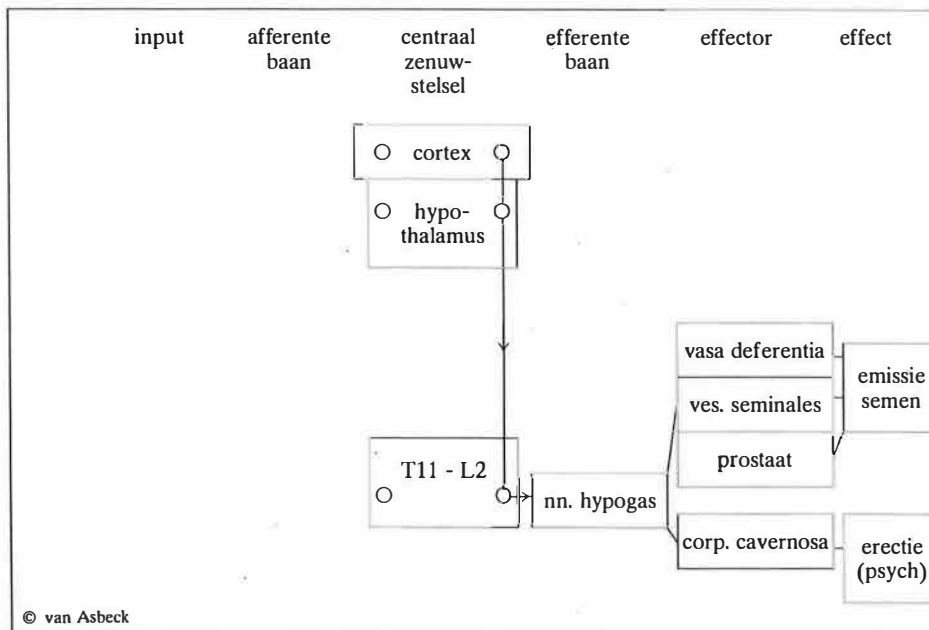 input
afferente
baan
centraal
zenuw-
stelsel
efferente
baan
effector
effect
cortex
hypo-
thalamus
vasa deferentia
ves. seminales
prostaat
emissie
semen
T11 - L2
nn. hypogas
corp. cavernosa
erectie
(psych)
© van Asbeck